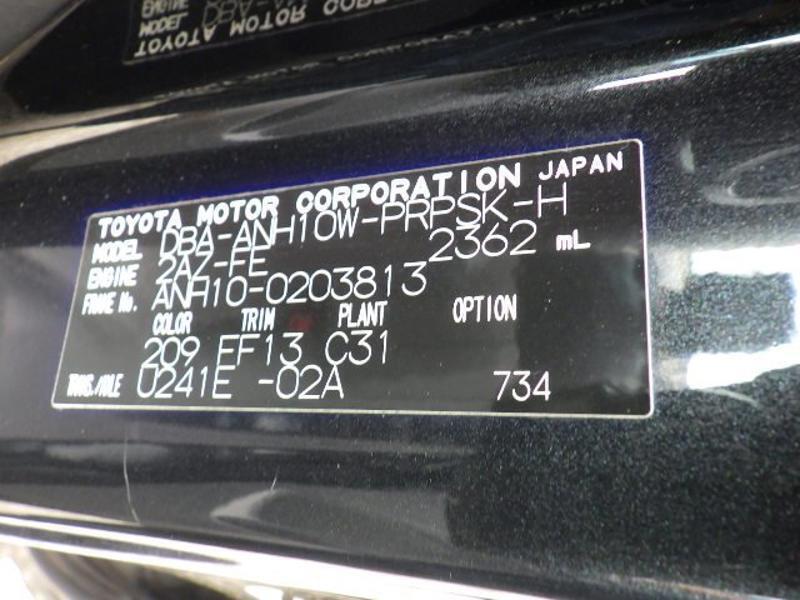 TOYOTA MOTOR CORPORATION JAPAN
MODEL DBA-ANH10W-PRPSK-H
ENGINE 2AZ-FE 2362 mL
FRAME No. ANH10-0203813
COLOR TRIM PLANT OPTION
209 FF13 C31
TRANS./AXLE U241E -02A 734